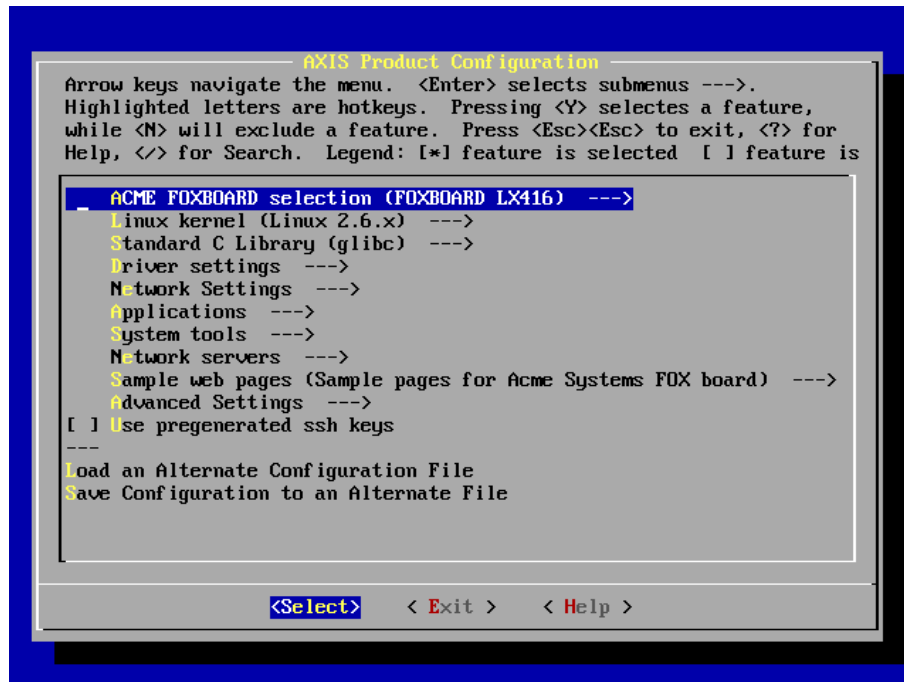 AXIS Product Configuration
Arrow keys navigate the menu. <Enter> selects submenus --->.
Highlighted letters are hotkeys. Pressing <Y> selectes a feature,
while <N> will exclude a feature. Press <Esc><Esc> to exit, <?> for
Help, </> for Search. Legend: [*] feature is selected [ ] feature is
ACME FOXBOARD selection (FOXBOARD LX416) --->
Linux kernel (Linux 2.6.x) --->
Standard C Library (glibc) --->
Driver settings --->
Network Settings --->
Applications --->
System tools --->
Network servers --->
Sample web pages (Sample pages for Acme Systems FOX board) --->
Advanced Settings --->
[ ] Use pregenerated ssh keys
---
Load an Alternate Configuration File
Save Configuration to an Alternate File
<Select> < Exit > < Help >